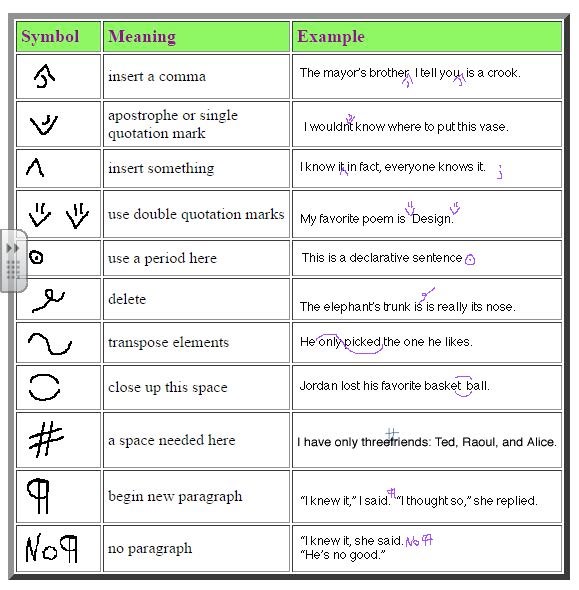 Symbol Meaning Example
insert a comma The mayor's brother, I tell you, is a crook.
apostrophe or single
quotation mark
I wouldn't know where to put this vase.
insert something I know it in fact, everyone knows it. ;
use double quotation marks My favorite poem is "Design."
use a period here This is a declarative sentence ⊙
delete The elephant's trunk is is really its nose.
transpose elements He only picked the one he likes.
close up this space Jordan lost his favorite basket ball.
# a space needed here I have only three#friends: Ted, Raoul, and Alice.
¶ begin new paragraph “I knew it,” I said. ¶ “I thought so,” she replied.
No ¶ no paragraph “I knew it, she said. No ¶
“He's no good.”